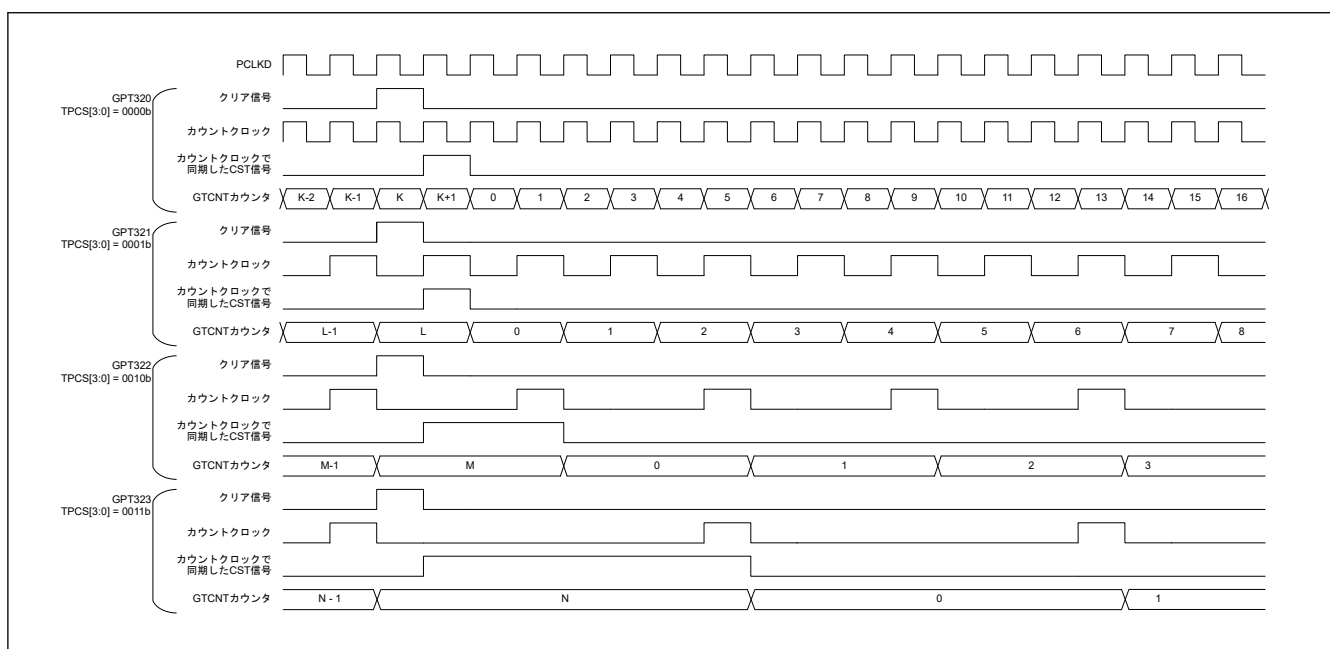 PCLKD
GPT320
TPCS[3:0] = 0000b
クリア信号
カウントクロック
カウントクロックで
同期したCST信号
GTCNTカウンタ K-2 K-1 K K+1 0 1 2 3 4 5 6 7 8 9 10 11 12 13 14 15 16
GPT321
TPCS[3:0] = 0001b
クリア信号
カウントクロック
カウントクロックで
同期したCST信号
GTCNTカウンタ L-1 L 0 1 2 3 4 5 6 7 8
GPT322
TPCS[3:0] = 0010b
クリア信号
カウントクロック
カウントクロックで
同期したCST信号
GTCNTカウンタ M-1 M 0 1 2 3
GPT323
TPCS[3:0] = 0011b
クリア信号
カウントクロック
カウントクロックで
同期したCST信号
GTCNTカウンタ N - 1 N 0 1